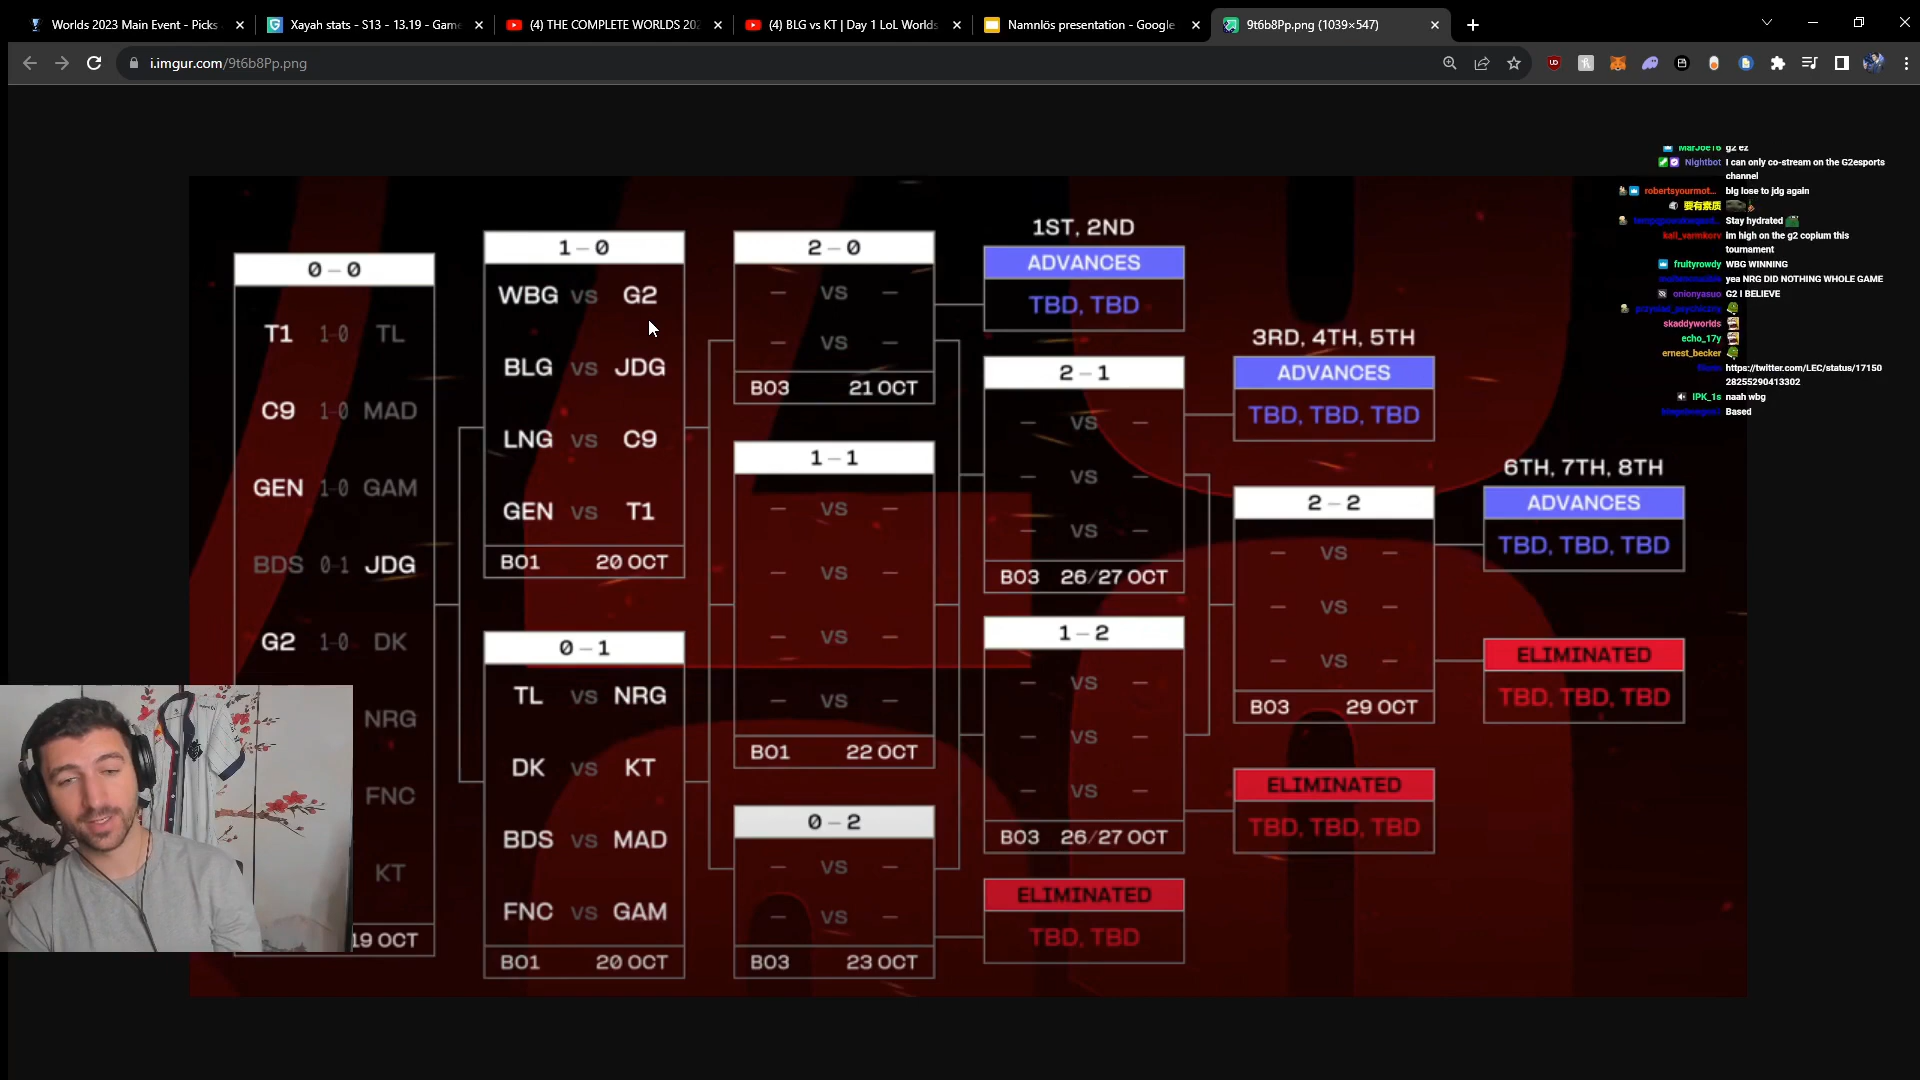 Worlds 2023 Main Event - Picks
Xayah stats - S13 - 13.19 - Game
(4) THE COMPLETE WORLDS 202
(4) BLG vs KT | Day 1 LoL Worlds
Namnlös presentation - Google
9t6b8Pp.png (1039×547)
i.imgur.com/9t6b8Pp.png
0 – 0
T1 1-0 TL
C9 1-0 MAD
GEN 1-0 GAM
BDS 0-1 JDG
G2 1-0 DK
NRG
FNC
KT
19 OCT
1 – 0
WBG VS G2
BLG VS JDG
LNG VS C9
GEN VS T1
BO1 20 OCT
0 – 1
TL VS NRG
DK VS KT
BDS VS MAD
FNC VS GAM
BO1 20 OCT
2 – 0
– VS –
– VS –
BO3 21 OCT
1 – 1
– VS –
– VS –
– VS –
– VS –
BO1 22 OCT
0 – 2
– VS –
– VS –
BO3 23 OCT
1ST, 2ND
ADVANCES
TBD, TBD
2 – 1
– VS –
– VS –
– VS –
BO3 26/27 OCT
1 – 2
– VS –
– VS –
– VS –
BO3 26/27 OCT
ELIMINATED
TBD, TBD
3RD, 4TH, 5TH
ADVANCES
TBD, TBD, TBD
2 – 2
– VS –
– VS –
– VS –
BO3 29 OCT
ELIMINATED
TBD, TBD, TBD
6TH, 7TH, 8TH
ADVANCES
TBD, TBD, TBD
ELIMINATED
TBD, TBD, TBD
MarJoe16 g2 ez
Nightbot I can only co-stream on the G2esports
channel
robertsyourmot... blg lose to jdg again
要有素质
Stay hydrated
kall_varmkorv im high on the g2 copium this
tournament
fruityrowdy WBG WINNING
yea NRG DID NOTHING WHOLE GAME
onionyasuo G2 I BELIEVE
skaddyworlds
echo_17y
ernest_becker
https://twitter.com/LEC/status/17150
282555290413302
IPK_1s naah wbg
Based